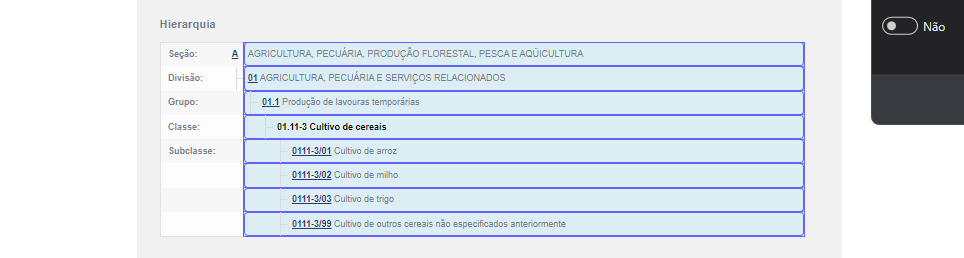 Hierarquia
Seção: A AGRICULTURA, PECUÁRIA, PRODUÇÃO FLORESTAL, PESCA E AQÜICULTURA
Divisão: 01 AGRICULTURA, PECUÁRIA E SERVIÇOS RELACIONADOS
Grupo: 01.1 Produção de lavouras temporárias
Classe: 01.11-3 Cultivo de cereais
Subclasse: 0111-3/01 Cultivo de arroz
0111-3/02 Cultivo de milho
0111-3/03 Cultivo de trigo
0111-3/99 Cultivo de outros cereais não especificados anteriormente
Não